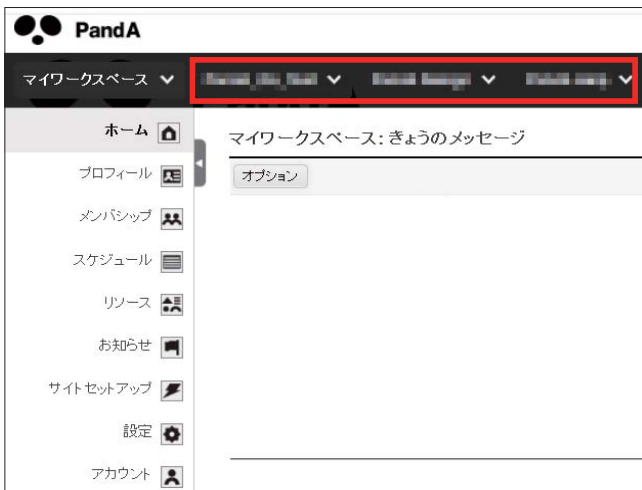 PandA
マイワークスペース
ホーム
マイワークスペース: きょうのメッセージ
プロフィール
オプション
メンバシップ
スケジュール
リソース
お知らせ
サイトセットアップ
設定
アカウント